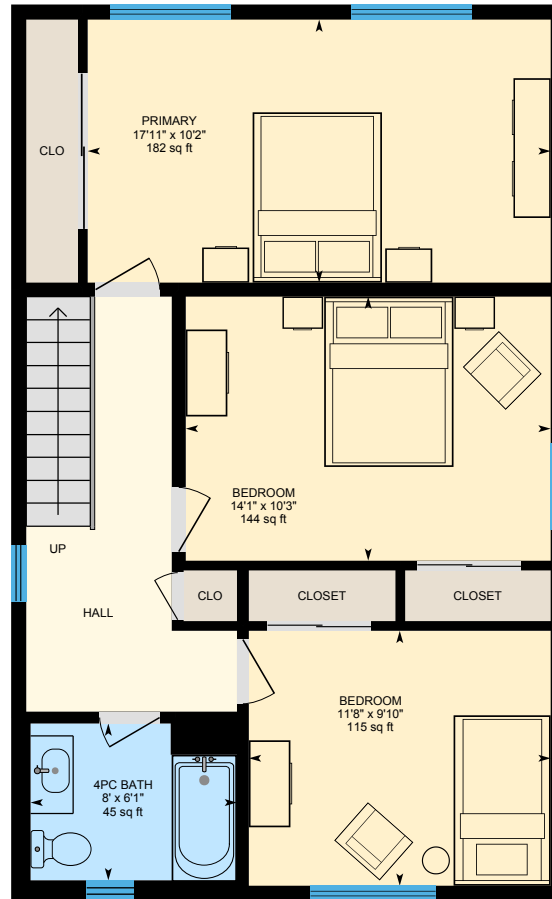 PRIMARY
17'11" x 10'2"
182 sq ft
CLO
BEDROOM
14'1" x 10'3"
144 sq ft
UP
HALL
CLO
CLOSET
CLOSET
BEDROOM
11'8" x 9'10"
115 sq ft
4PC BATH
8' x 6'1"
45 sq ft